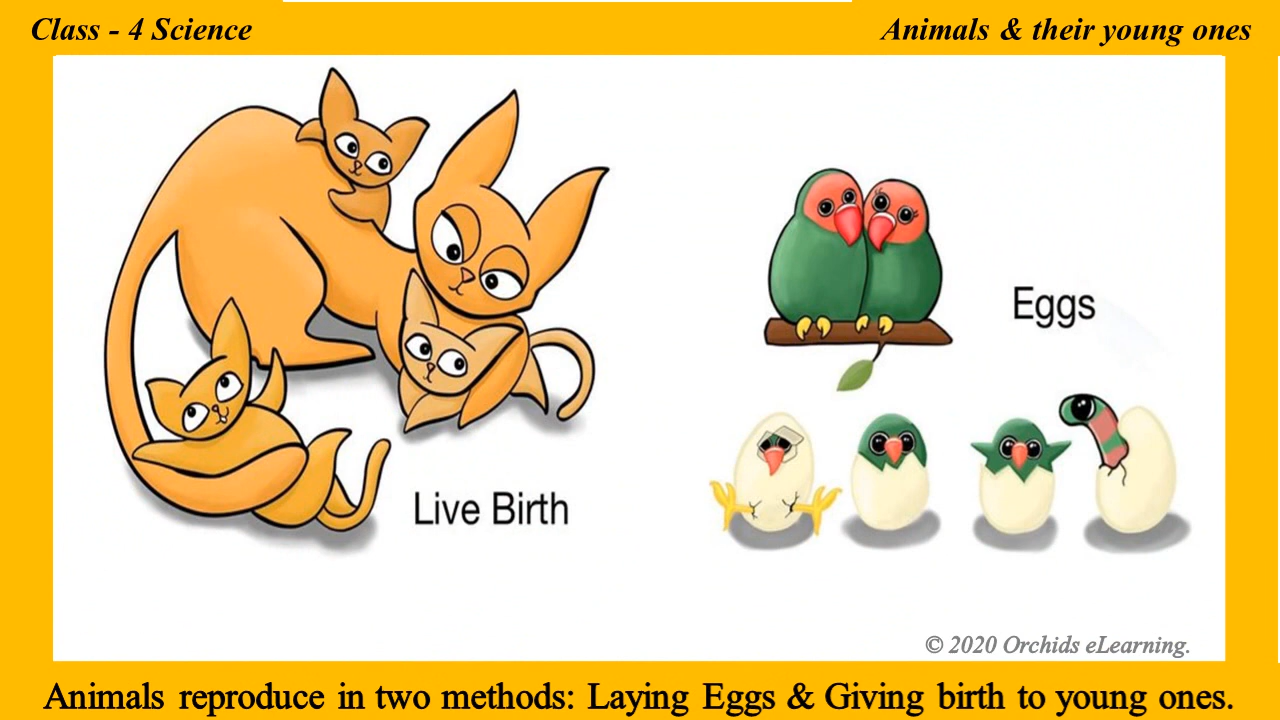 Class - 4 Science
Animals & their young ones
Eggs
Live Birth
© 2020 Orchids eLearning.
Animals reproduce in two methods: Laying Eggs & Giving birth to young ones.